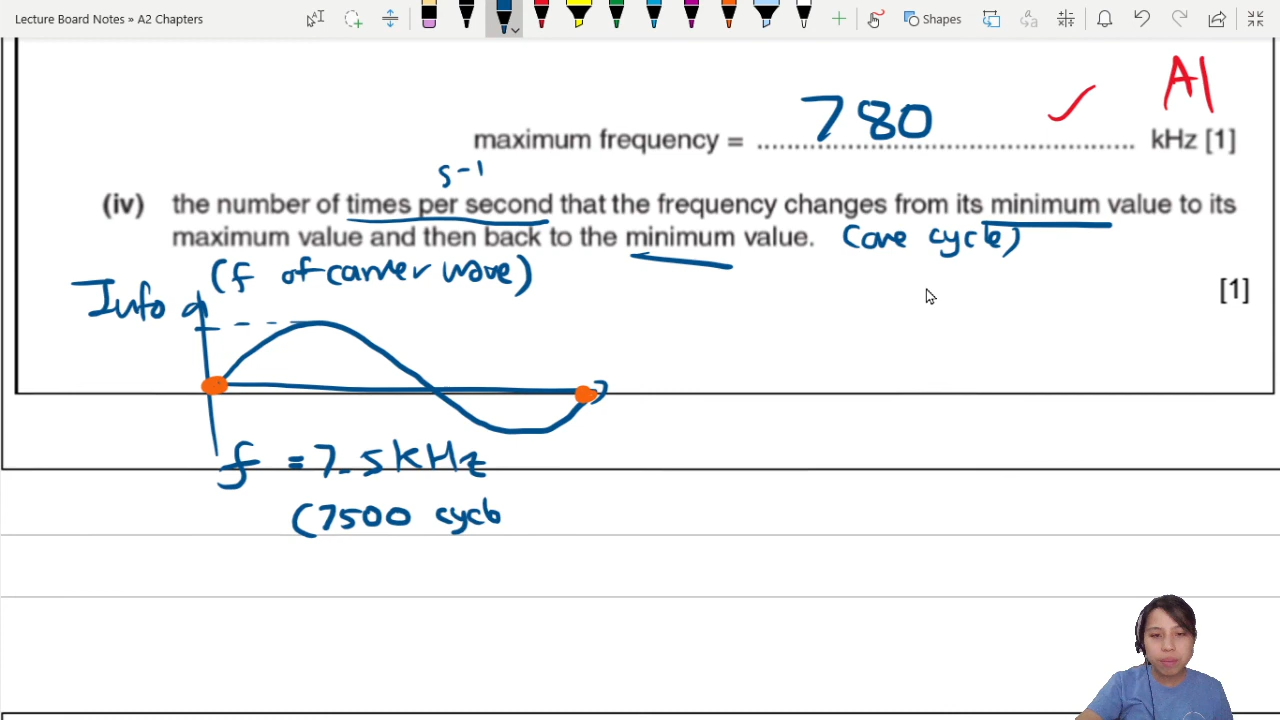 Lecture Board Notes » A2 Chapters
Shapes
A1
780
maximum frequency = ........................................................ kHz [1]
s-1
(iv) the number of times per second that the frequency changes from its minimum value to its
maximum value and then back to the minimum value. (one cycle)
(f of carrier wave)
[1]
Info
f = 7.5kHz
(7500 cycle